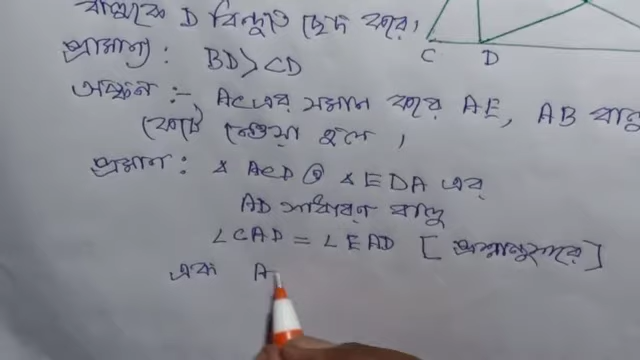 বাহুকে D বিন্দুতে ছেদ করে।
C D
প্রামাণ্য: BD>CD
অঙ্কন :- AC এর সমান করে AE, AB বাহু
কেটে নেওয়া হল ,
প্রমাণ: Δ ACD ও Δ EDA এর
AD সাধারণ বাহু
∠CAD = ∠EAD [প্রশ্নানুসারে]
এবং A